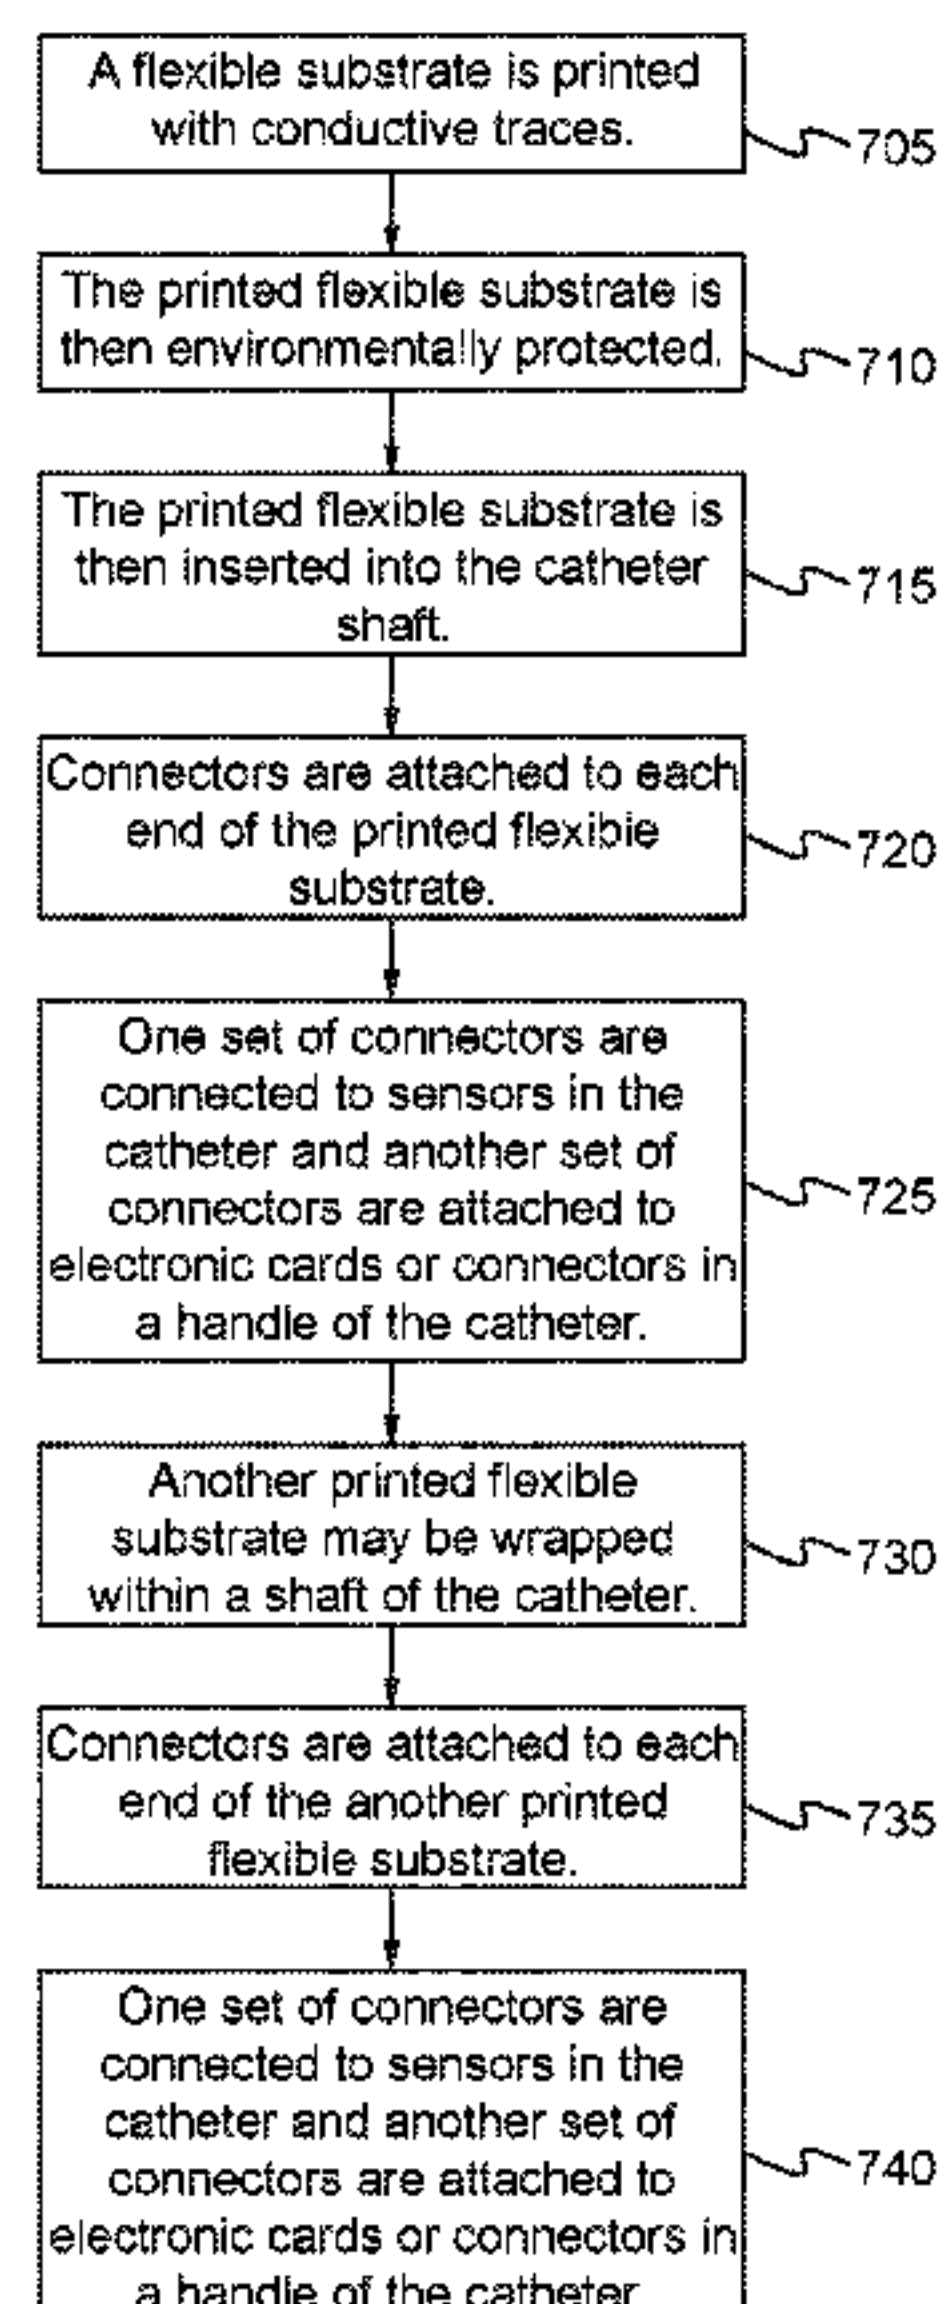 A flexible substrate is printed
with conductive traces.
705
The printed flexible substrate is
then environmentally protected.
710
The printed flexible substrate is
then inserted into the catheter
shaft.
715
Connectors are attached to each
end of the printed flexible
substrate.
720
One set of connectors are
connected to sensors in the
catheter and another set of
connectors are attached to
electronic cards or connectors in
a handle of the catheter.
725
Another printed flexible
substrate may be wrapped
within a shaft of the catheter.
730
Connectors are attached to each
end of the another printed
flexible substrate.
735
One set of connectors are
connected to sensors in the
catheter and another set of
connectors are attached to
electronic cards or connectors in
a handle of the catheter
740